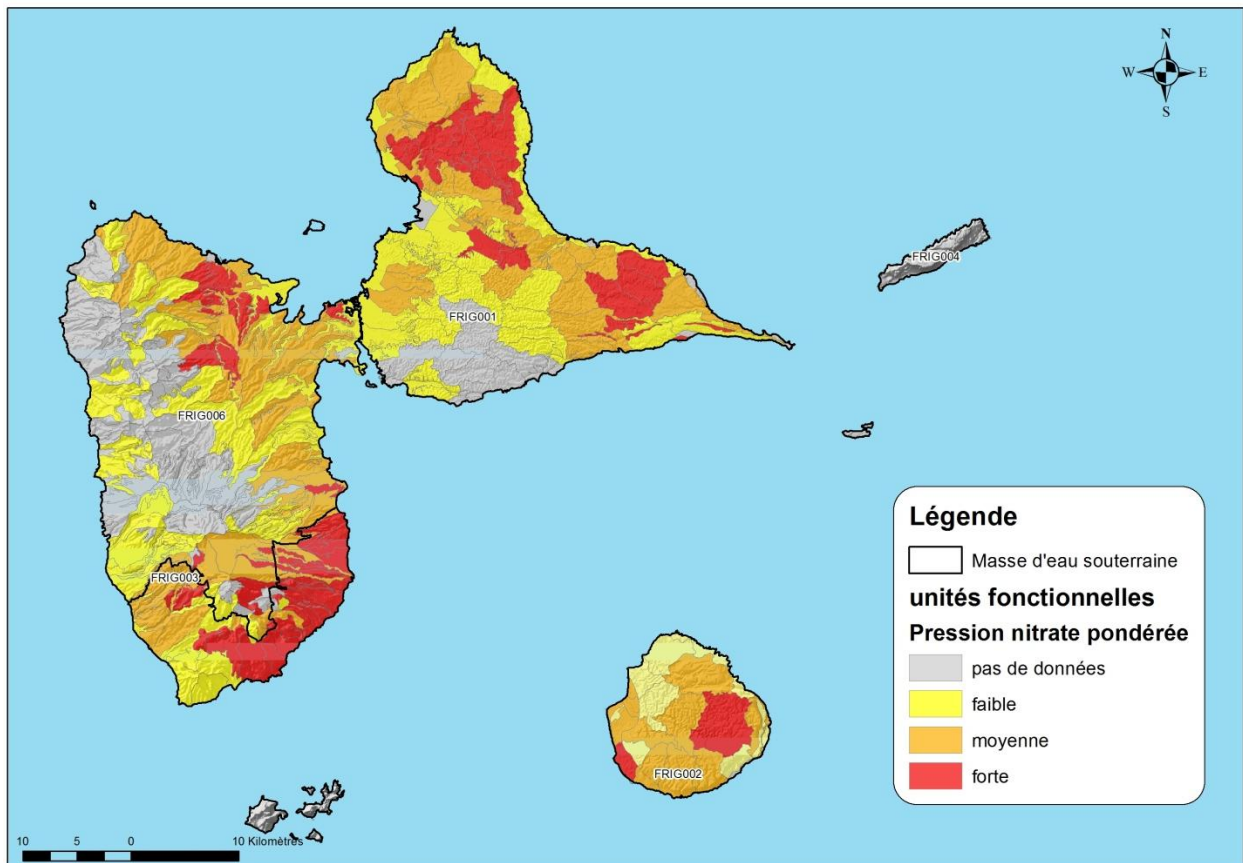 N
W E
S
FRIG004
FRIG001
FRIG006
FRIG003
FRIG002
Légende
Masse d'eau souterraine
unités fonctionnelles
Pression nitrate pondérée
pas de données
faible
moyenne
forte
10 5 0 10 Kilomètres